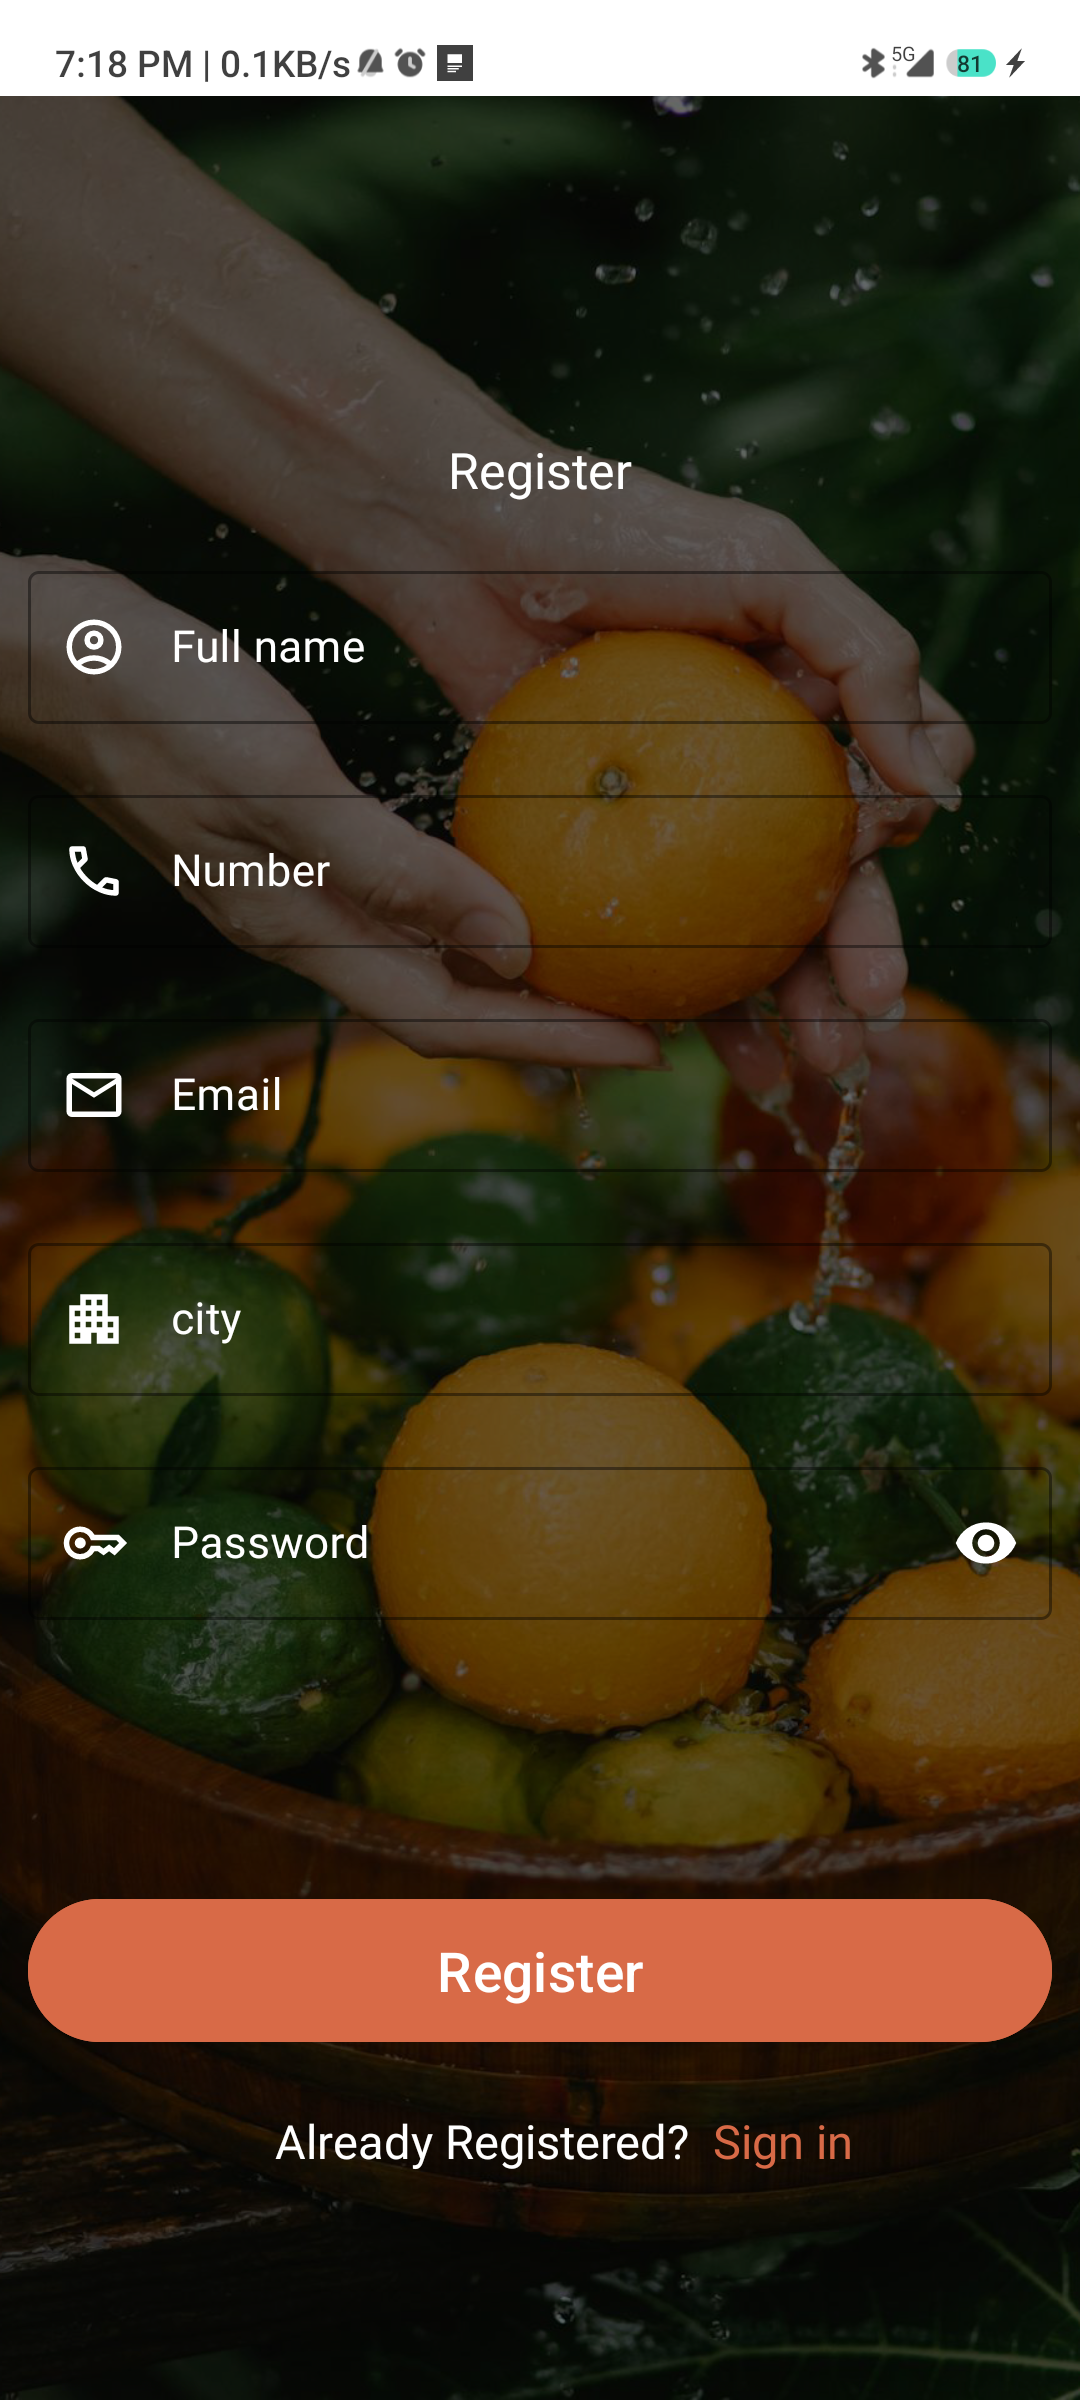 7:18 PM | 0.1KB/s 5G 81
Register
Full name
Number
Email
city
Password
Register
Already Registered? Sign in